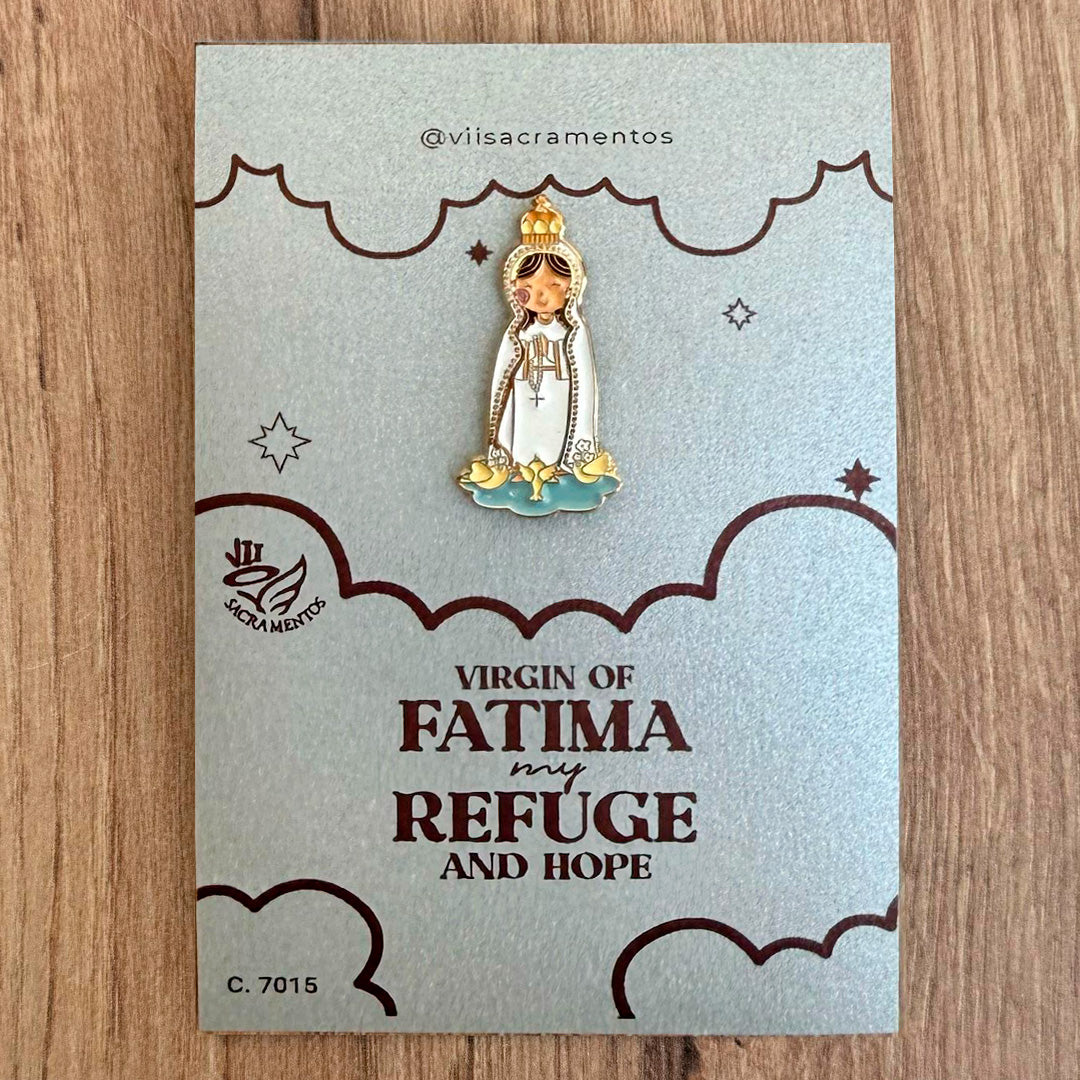 @viisacramentos
VII
SACRAMENTOS
VIRGIN OF
FATIMA
my
REFUGE
AND HOPE
C. 7015